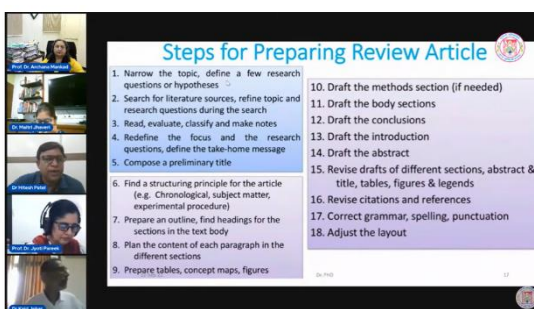 Prof. Dr. Archana Mankad
Dr. Maitri Jhaveri
Dr Hitesh Patel
Prof. Dr. Jyoti Pareek
Steps for Preparing Review Article
1. Narrow the topic, define a few research
questions or hypotheses
2. Search for literature sources, refine topic and
research questions during the search
3. Read, evaluate, classify and make notes
4. Redefine the focus and the research
questions, define the take-home message
5. Compose a preliminary title
6. Find a structuring principle for the article
(e.g. Chronological, subject matter,
experimental procedure)
7. Prepare an outline, find headings for the
sections in the text body
8. Plan the content of each paragraph in the
different sections
9. Prepare tables, concept maps, figures
10. Draft the methods section (if needed)
11. Draft the body sections
12. Draft the conclusions
13. Draft the introduction
14. Draft the abstract
15. Revise drafts of different sections, abstract &
title, tables, figures & legends
16. Revise citations and references
17. Correct grammar, spelling, punctuation
18. Adjust the layout
12